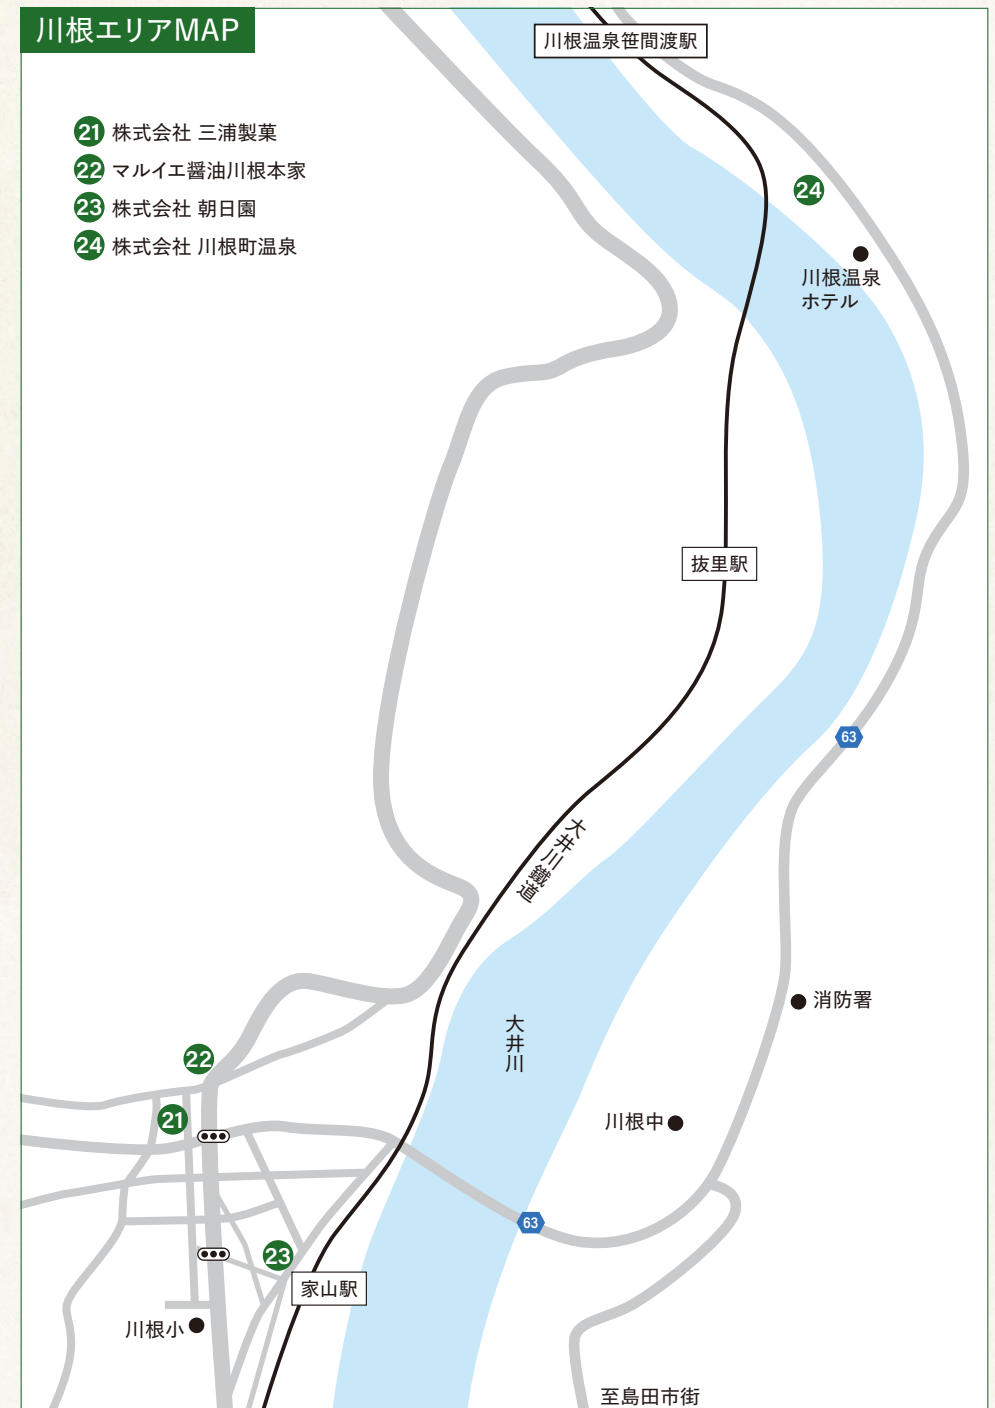 川根エリアMAP
川根温泉笹間渡駅
21 株式会社 三浦製菓
22 マルイエ醤油川根本家
23 株式会社 朝日園
24 株式会社 川根町温泉
24
川根温泉
ホテル
抜里駅
63
大井川鐵道
消防署
大井川
22
21
川根中
63
23
家山駅
川根小
至島田市街